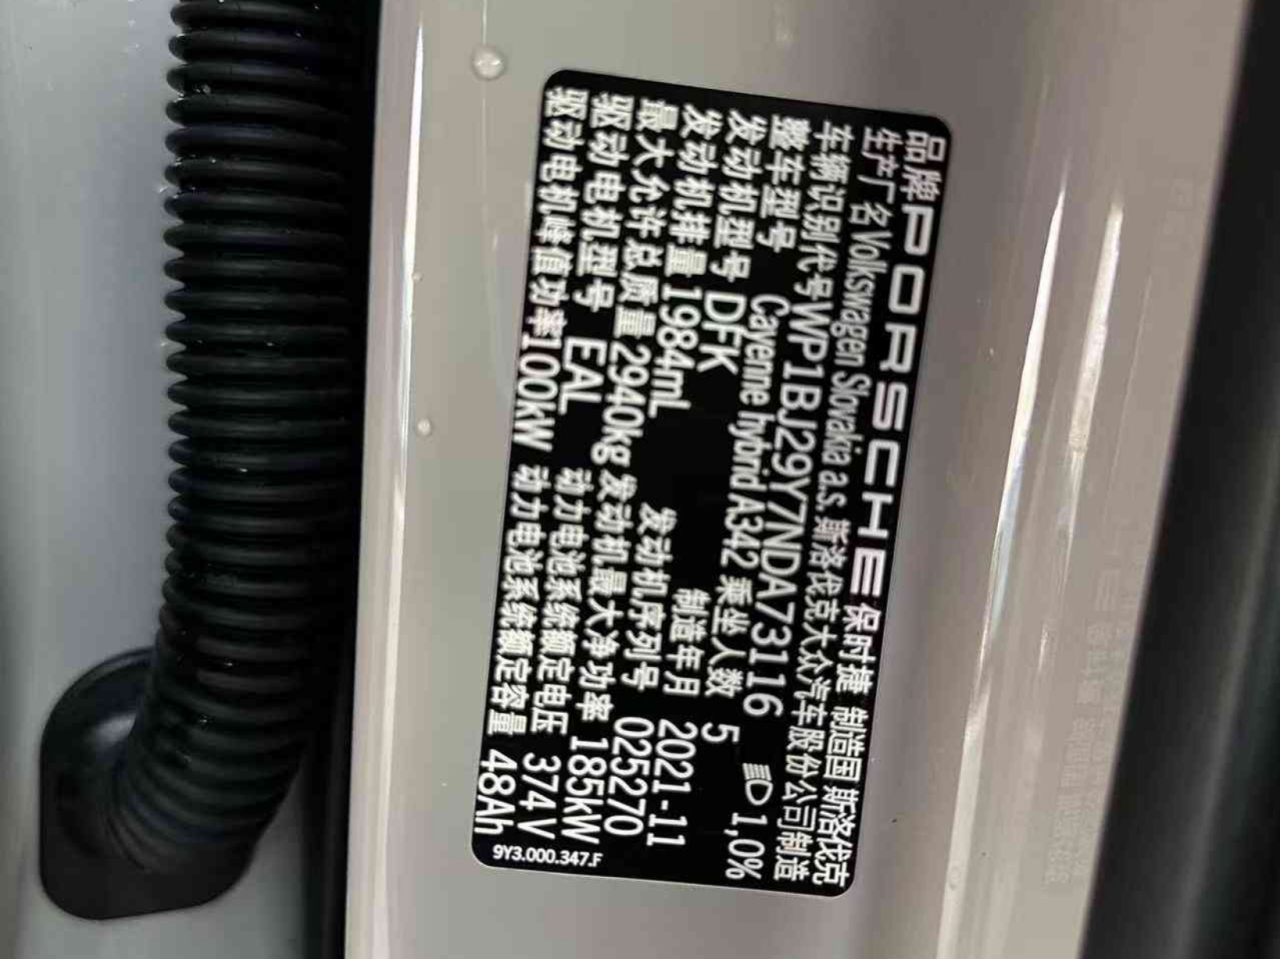 品牌 PORSCHE 保时捷 制造国 斯洛伐克
生产厂名 Volkswagen Slovakia a.s. 斯洛伐克大众汽车股份公司制造
车辆识别代号 WP1BJ29Y7NDA73116 1,0%
整车型号 Cayenne hybrid A342 乘坐人数 5
发动机型号 DFK 制造年月 2021-11
发动机排量 1984mL 发动机序列号 025270
最大允许总质量 2940kg 发动机最大净功率 185kW
驱动电机型号 EAL 动力电池系统额定电压 374V
驱动电机峰值功率 100kW 动力电池系统额定容量 48Ah
9Y3.000.347.F